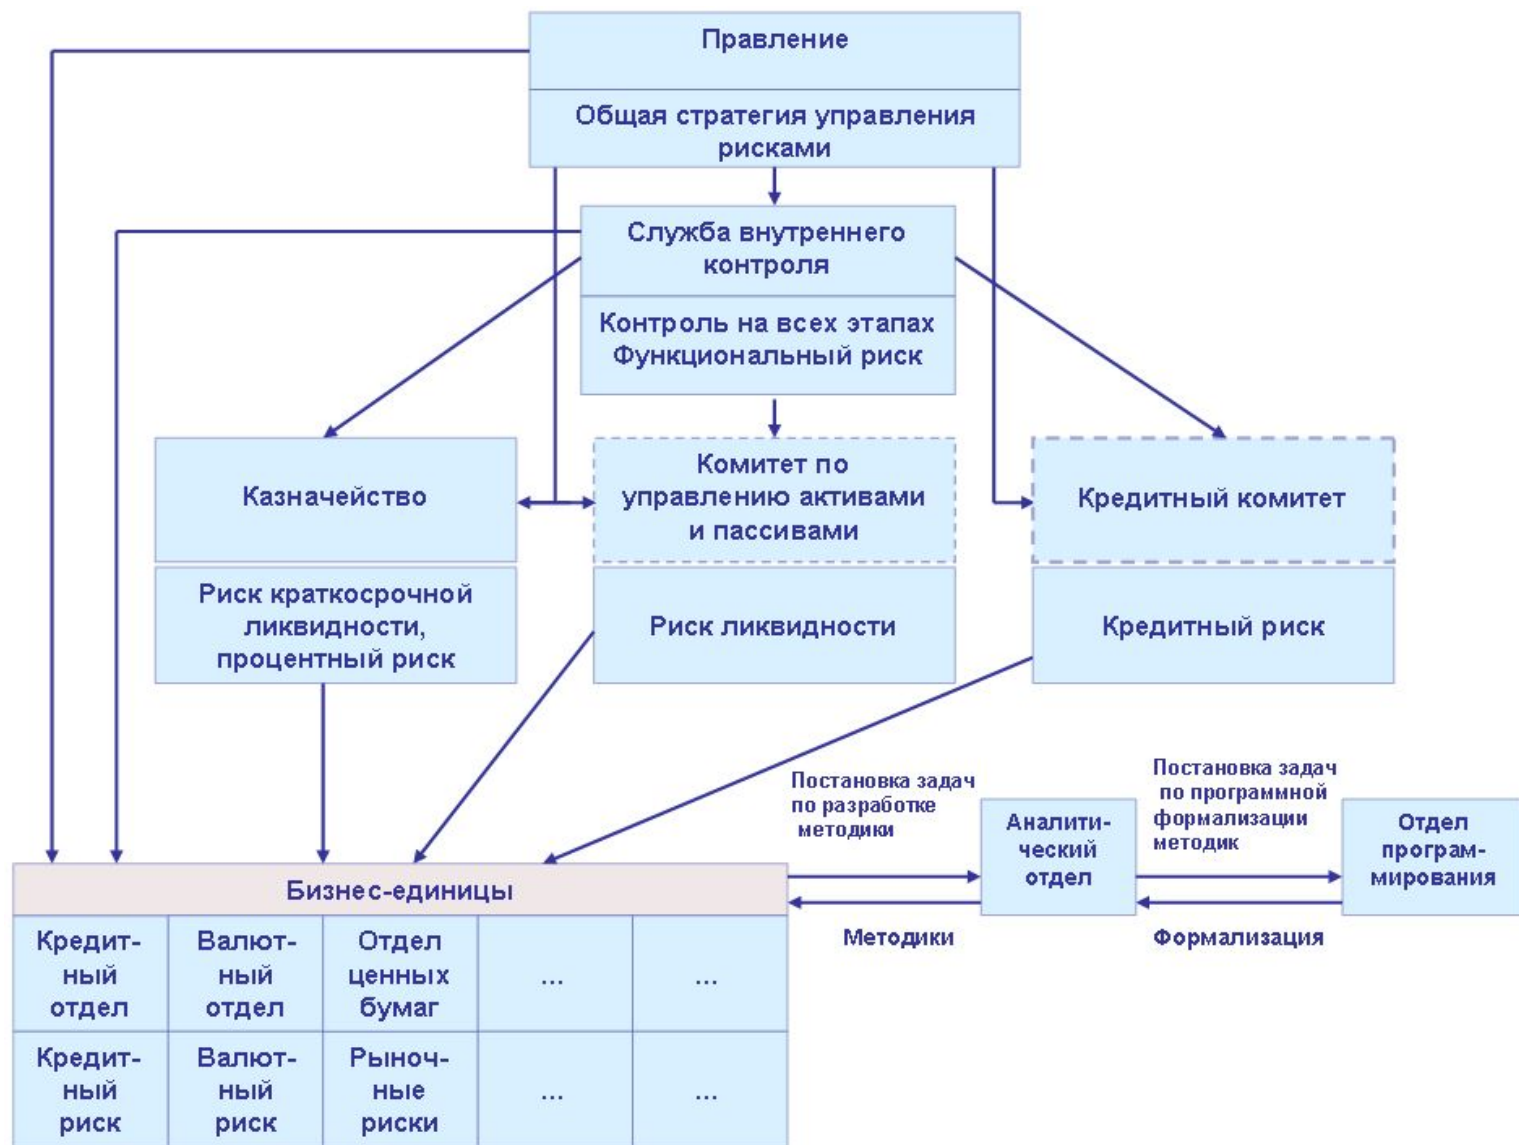 Правление
Общая стратегия управления
рисками
Служба внутреннего
контроля
Контроль на всех этапах
Функциональный риск
Казначейство
Комитет по
управлению активами
и пассивами
Кредитный комитет
Риск краткосрочной
ликвидности,
процентный риск
Риск ликвидности
Кредитный риск
Постановка задач
по разработке
методики
Аналити-
ческий
отдел
Постановка задач
по программной
формализации
методик
Отдел
програм-
мирования
Методики
Формализация
Бизнес-единицы
Кредит-
ный
отдел
Валют-
ный
отдел
Отдел
ценных
бумаг
...
...
Кредит-
ный
риск
Валют-
ный
риск
Рыноч-
ные
риски
...
...